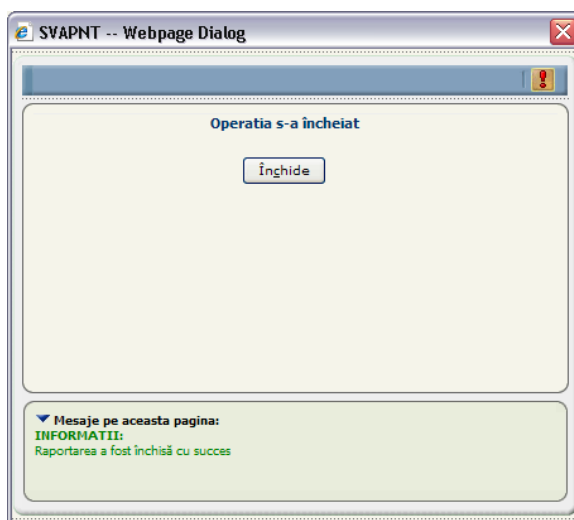 SVAPNT -- Webpage Dialog
Operatia s-a încheiat
Închide
Mesaje pe aceasta pagina:
INFORMATII:
Raportarea a fost închisă cu succes